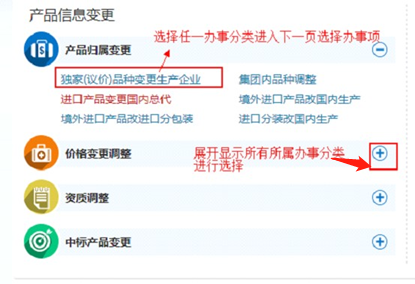 产品信息变更
选择任一办事分类进入下一页选择办事项
产品归属变更
独家(议价)品种变更生产企业 集团内品种调整
进口产品变更国内总代 境外进口产品改国内生产
境外进口产品改进口分包装 进口分装改国内生产
价格变更调整
展开显示所有所属办事分类
进行选择
资质调整
中标产品变更